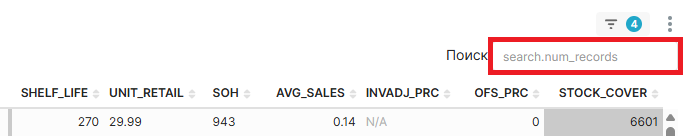 4
Поиск search.num_records
SHELF_LIFE UNIT_RETAIL SOH AVG_SALES INVADJ_PRC OFS_PRC STOCK_COVER
270 29.99 943 0.14 N/A 0 6601